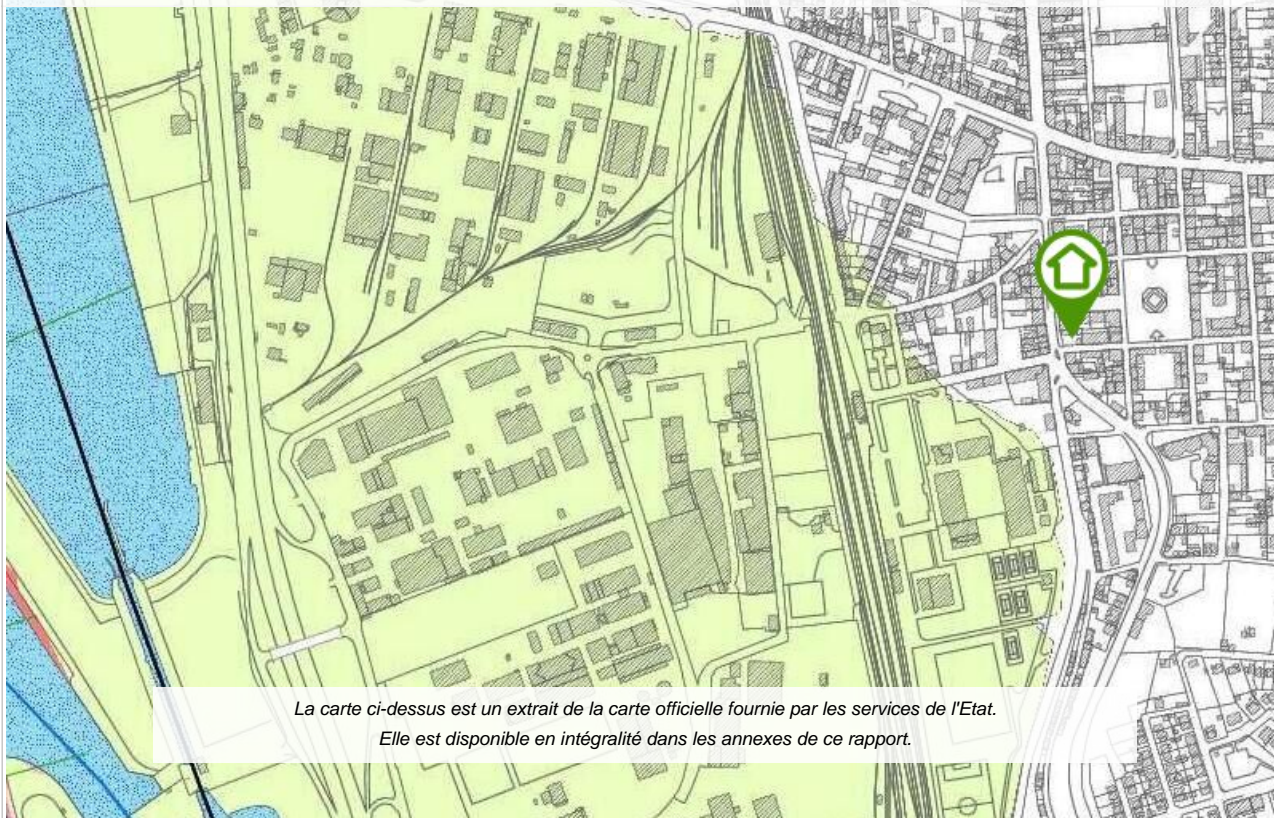 La carte ci-dessus est un extrait de la carte officielle fournie par les services de l'Etat.
Elle est disponible en intégralité dans les annexes de ce rapport.